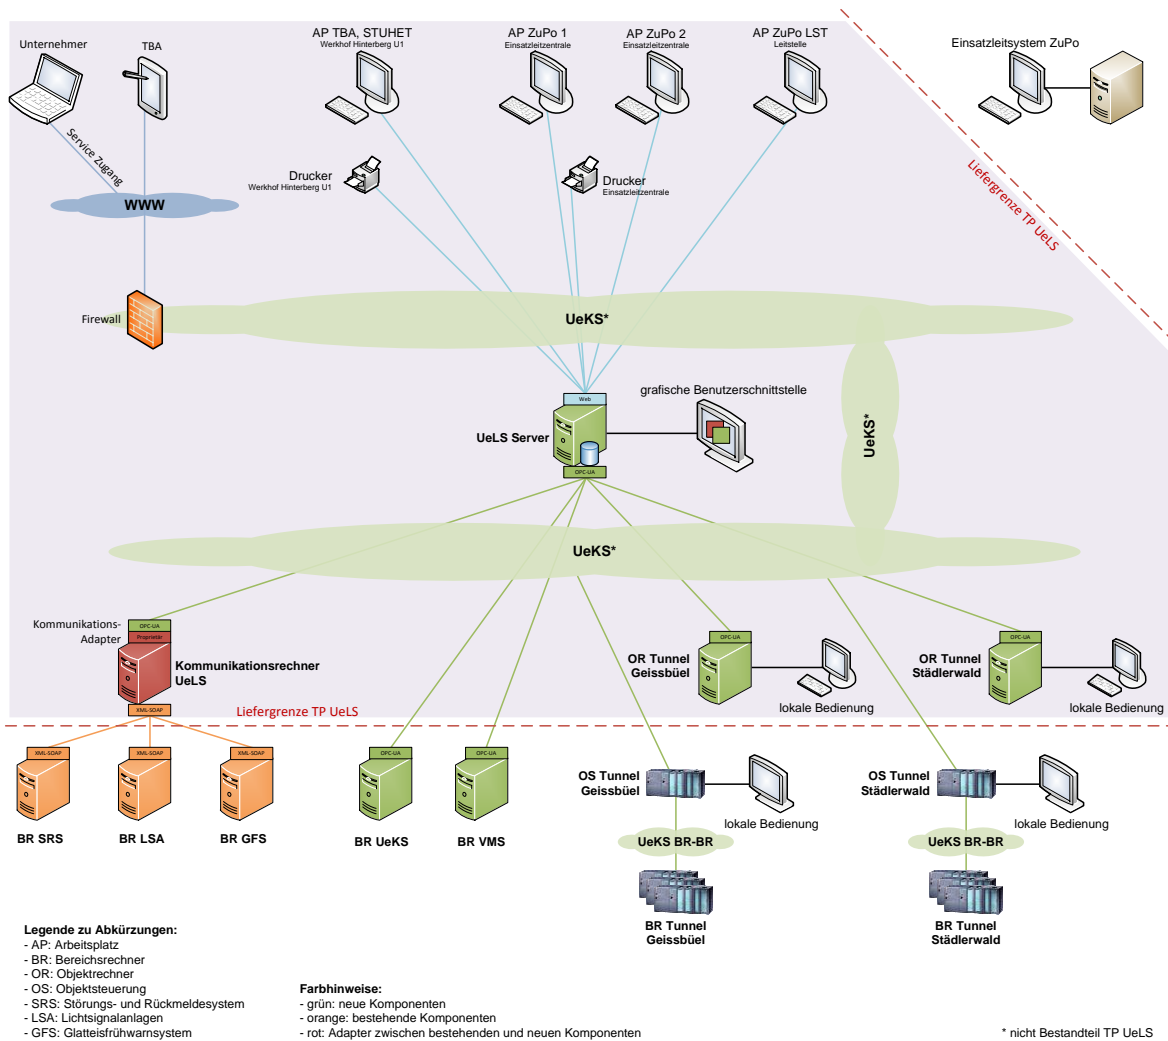 Unternehmer
TBA
AP TBA, STUHET
Werkhof Hinterberg U1
AP ZuPo 1
Einsatzleitzentrale
AP ZuPo 2
Einsatzleitzentrale
AP ZuPo LST
Leitstelle
Einsatzleitsystem ZuPo
Service Zugang
Drucker
Werkhof Hinterberg U1
Drucker
Einsatzleitzentrale
Liefergrenze TP UeLS
WWW
Firewall
UeKS*
grafische Benutzerschnittstelle
Web
UeLS Server
OPC-UA
UeKS*
UeKS*
Kommunikations-
Adapter
OPC-UA
Proprietär
Kommunikationsrechner
UeLS
XML-SOAP
OPC-UA
OR Tunnel
Geissbüel
lokale Bedienung
OPC-UA
OR Tunnel
Städlerwald
lokale Bedienung
Liefergrenze TP UeLS
XML-SOAP
BR SRS
XML-SOAP
BR LSA
XML-SOAP
BR GFS
OPC-UA
BR UeKS
OPC-UA
BR VMS
OS Tunnel
Geissbüel
lokale Bedienung
UeKS BR-BR
BR Tunnel
Geissbüel
OS Tunnel
Städlerwald
lokale Bedienung
UeKS BR-BR
BR Tunnel
Städlerwald
Legende zu Abkürzungen:
- AP: Arbeitsplatz
- BR: Bereichsrechner
- OR: Objektrechner
- OS: Objektsteuerung
- SRS: Störungs- und Rückmeldesystem
- LSA: Lichtsignalanlagen
- GFS: Glatteisfrühwarnsystem
Farbhinweise:
- grün: neue Komponenten
- orange: bestehende Komponenten
- rot: Adapter zwischen bestehenden und neuen Komponenten
* nicht Bestandteil TP UeLS